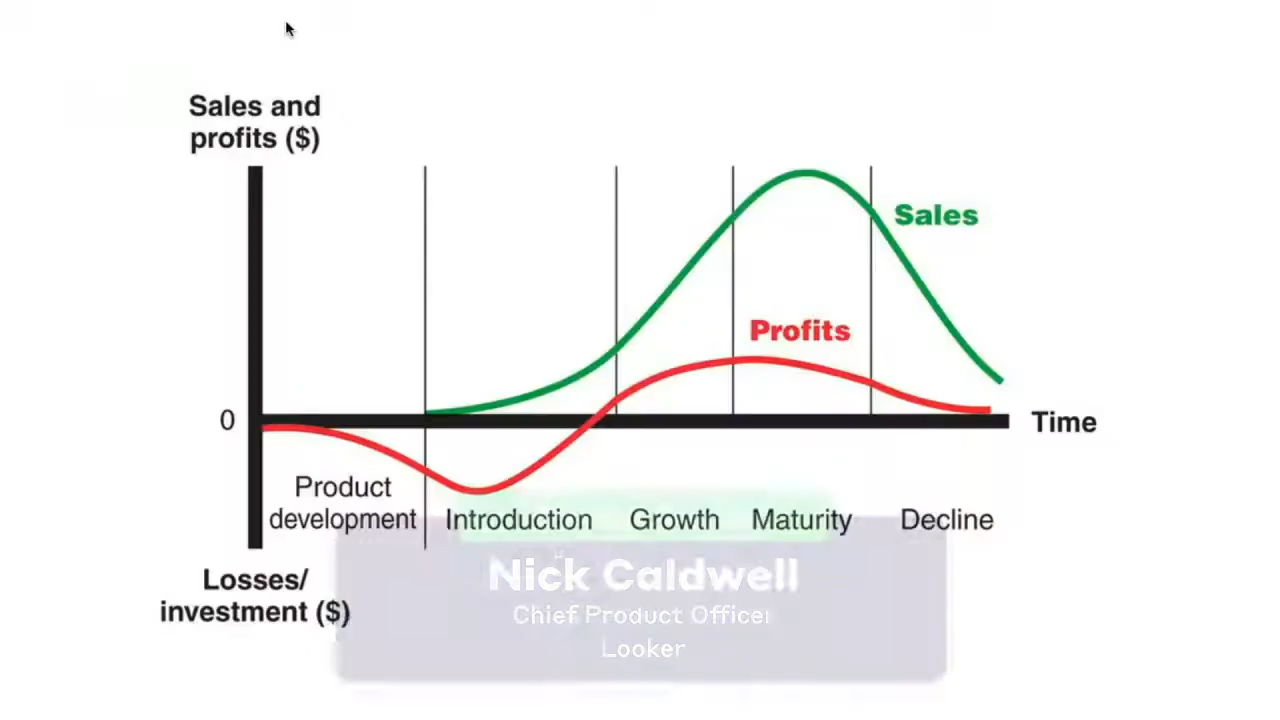 Sales and
profits ($)
Sales
Profits
0
Time
Product
development
Introduction
Growth
Maturity
Decline
Losses/
investment ($)
Nick Caldwell
Chief Product Officer
Looker